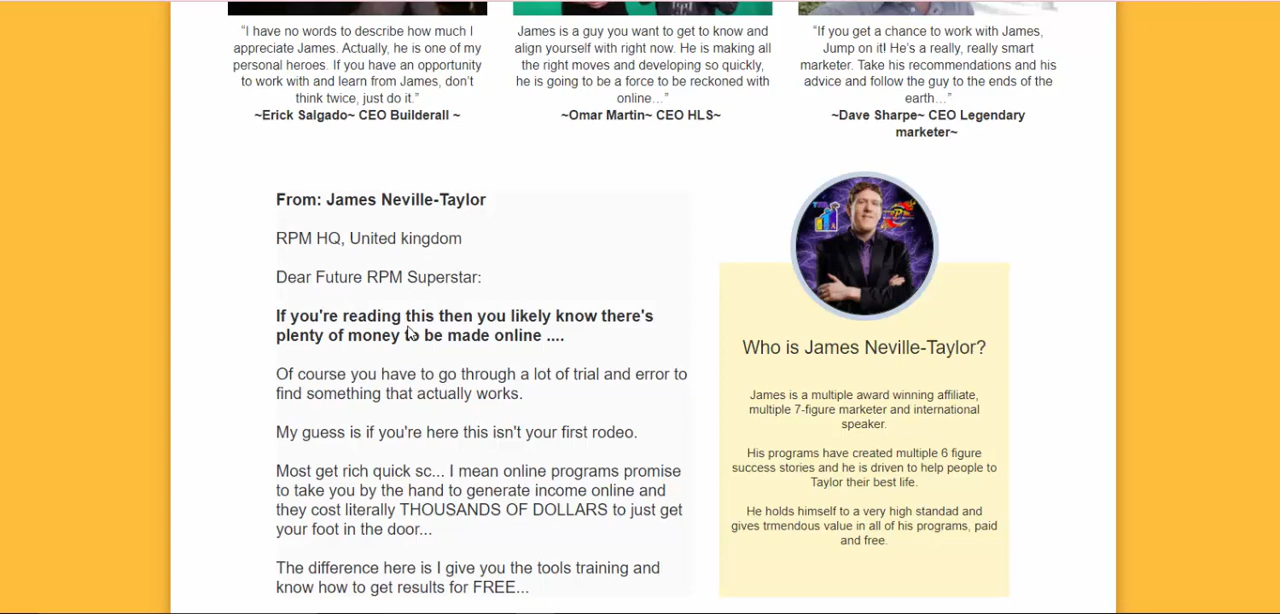 “I have no words to describe how much I
appreciate James. Actually, he is one of my
personal heroes. If you have an opportunity
to work with and learn from James, don’t
think twice, just do it.”
~Erick Salgado~ CEO Builderall ~
James is a guy you want to get to know and
align yourself with right now. He is making all
the right moves and developing so quickly,
he is going to be a force to be reckoned with
online…”
~Omar Martin~ CEO HLS~
“If you get a chance to work with James,
Jump on it! He’s a really, really smart
marketer. Take his recommendations and his
advice and follow the guy to the ends of the
earth…”
~Dave Sharpe~ CEO Legendary
marketer~
From: James Neville-Taylor
RPM HQ, United kingdom
Dear Future RPM Superstar:
If you're reading this then you likely know there's
plenty of money to be made online ....
Of course you have to go through a lot of trial and error to
find something that actually works.
My guess is if you're here this isn't your first rodeo.
Most get rich quick sc... I mean online programs promise
to take you by the hand to generate income online and
they cost literally THOUSANDS OF DOLLARS to just get
your foot in the door...
The difference here is I give you the tools training and
know how to get results for FREE...
Who is James Neville-Taylor?
James is a multiple award winning affiliate,
multiple 7-figure marketer and international
speaker.
His programs have created multiple 6 figure
success stories and he is driven to help people to
Taylor their best life.
He holds himself to a very high standad and
gives trmendous value in all of his programs, paid
and free.